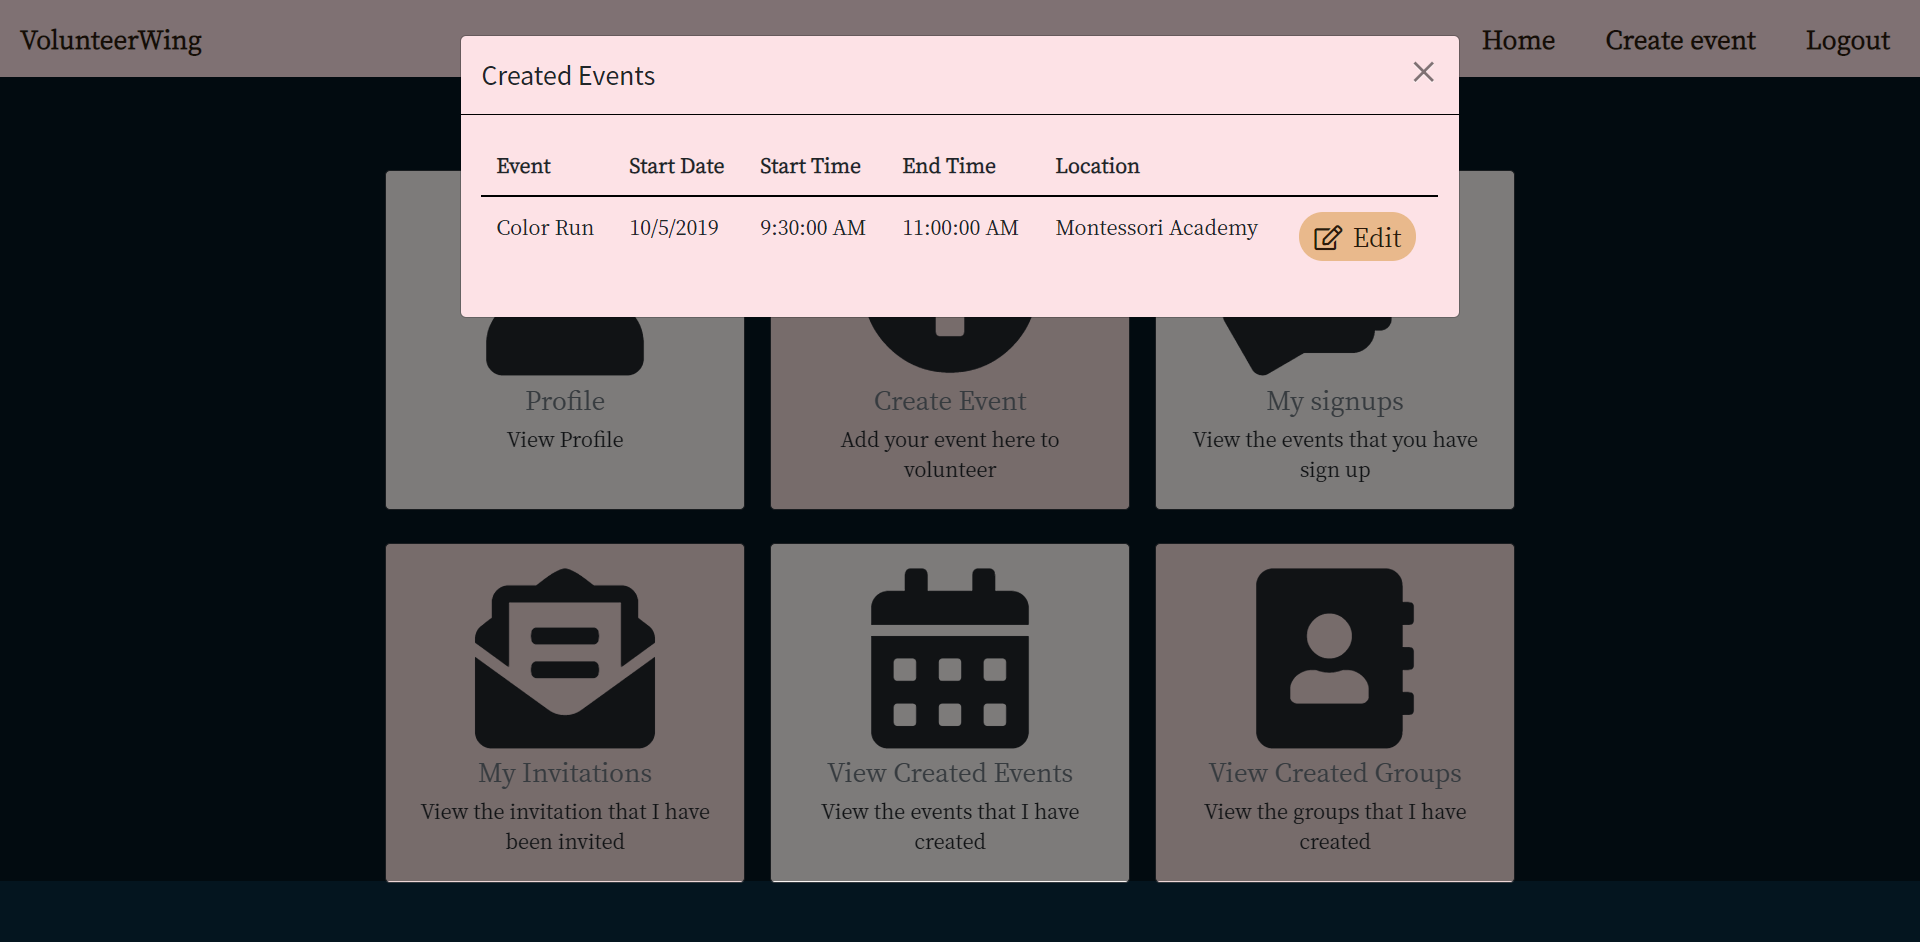 VolunteerWing
Home Create event Logout
Created Events
Event Start Date Start Time End Time Location
Color Run 10/5/2019 9:30:00 AM 11:00:00 AM Montessori Academy Edit
Profile
View Profile
Create Event
Add your event here to
volunteer
My signups
View the events that you have
sign up
My Invitations
View the invitation that I have
been invited
View Created Events
View the events that I have
created
View Created Groups
View the groups that I have
created